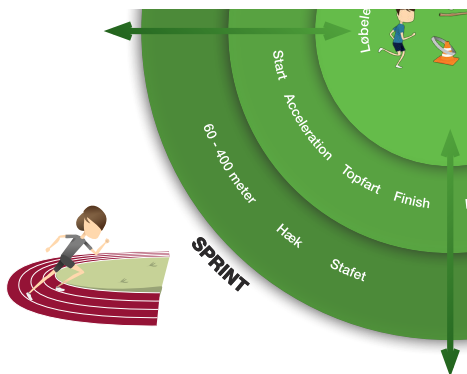 Løbele
Start
Acceleration
Topfart
Finish
60 - 400 meter
Hæk
Stafet
SPRINT